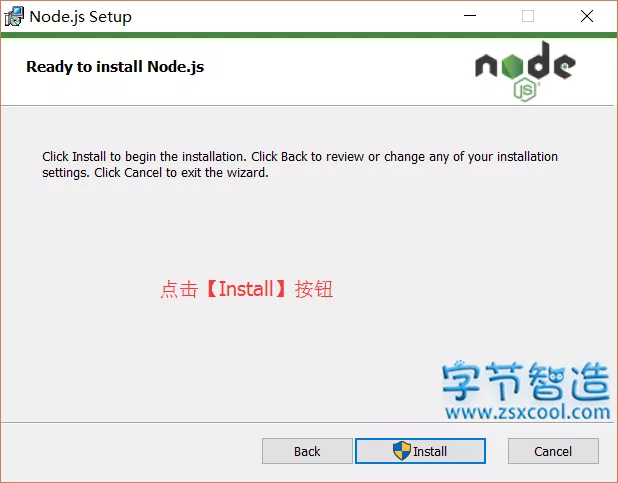 Node.js Setup
Ready to install Node.js
node
JS
Click Install to begin the installation. Click Back to review or change any of your installation
settings. Click Cancel to exit the wizard.
点击【Install】按钮
字节智造
www.zsxcool.com
Back
Install
Cancel